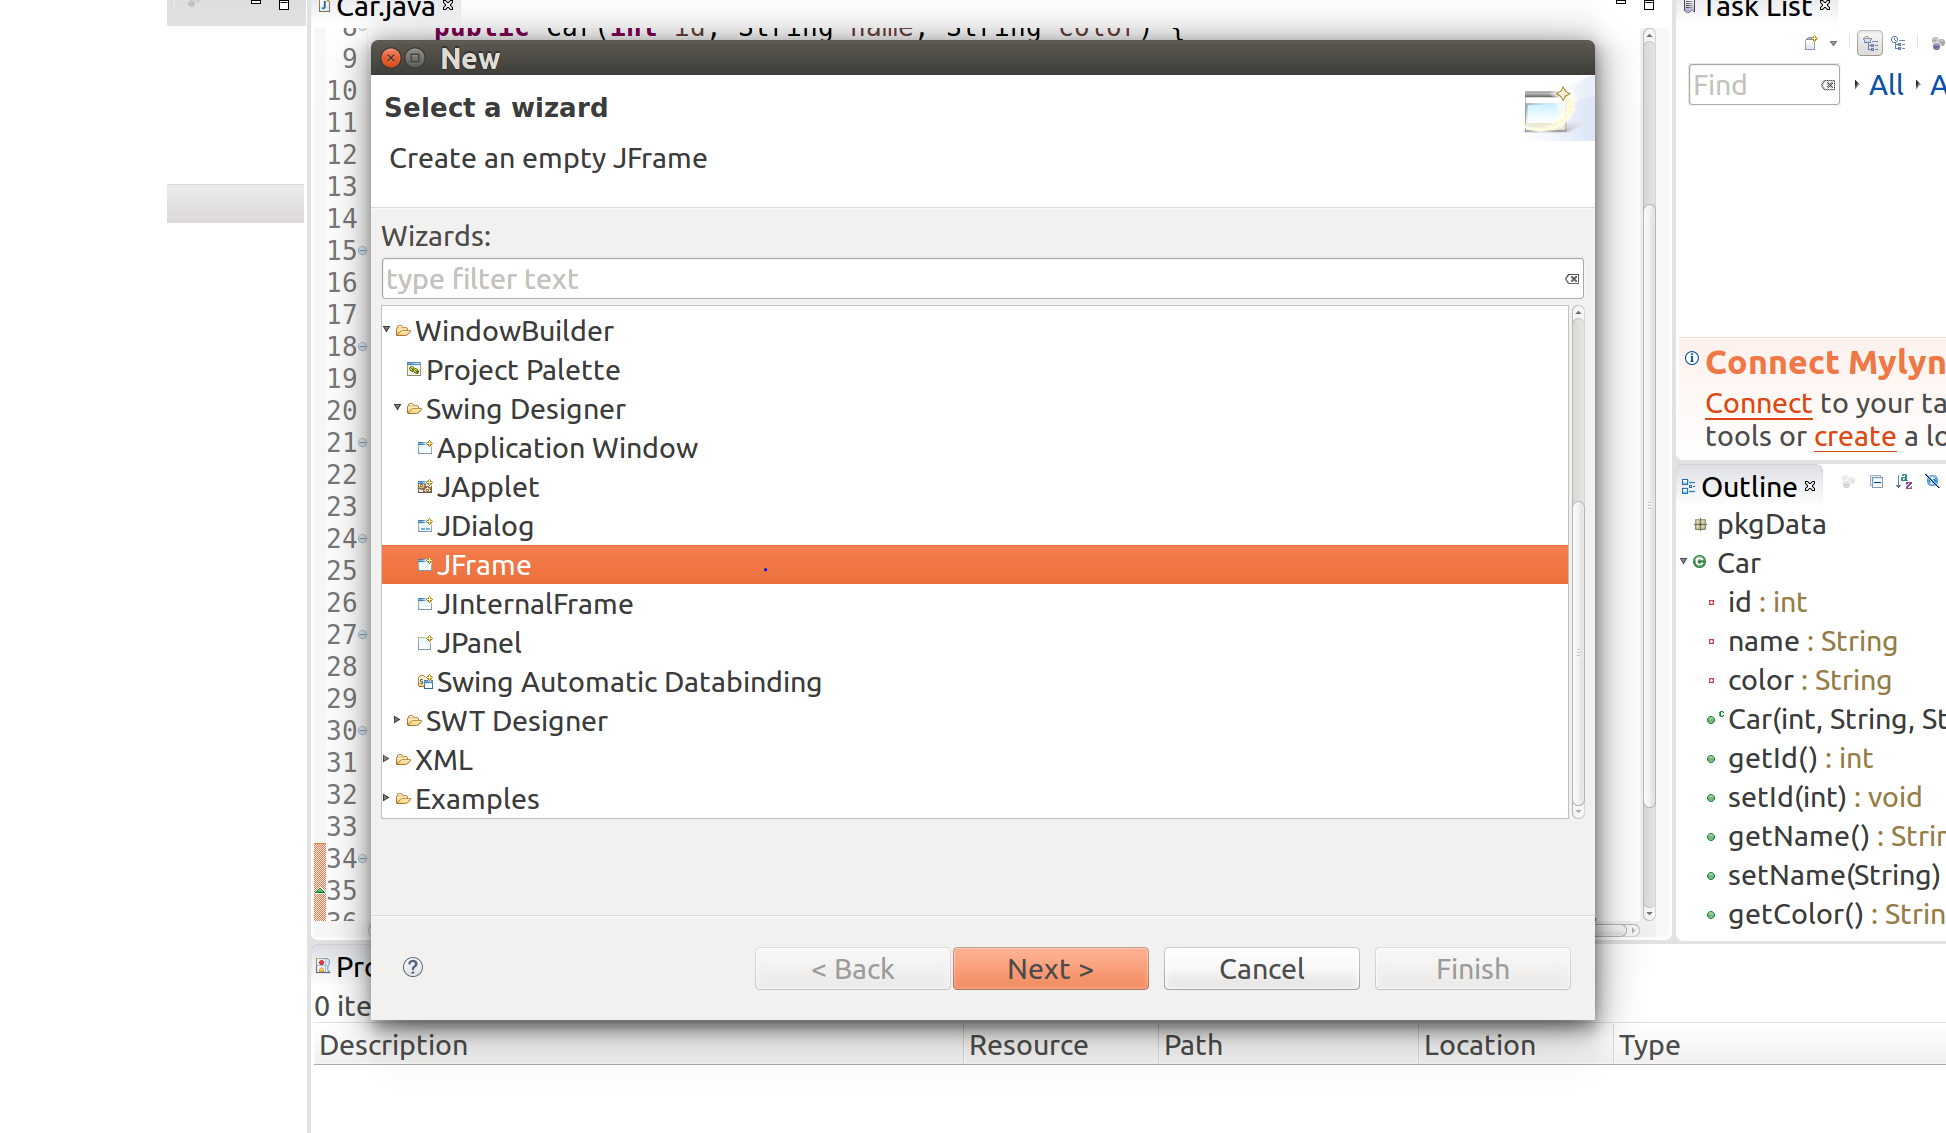 Car.java
public Car(int id, String name, String color) {
New
Select a wizard
Create an empty JFrame
Wizards:
type filter text
WindowBuilder
Project Palette
Swing Designer
Application Window
JApplet
JDialog
JFrame
JInternalFrame
JPanel
Swing Automatic Databinding
SWT Designer
XML
Examples
< Back
Next >
Cancel
Finish
8
9
10
11
12
13
14
15
16
17
18
19
20
21
22
23
24
25
26
27
28
29
30
31
32
33
34
35
36
Task List
Find
All
Connect Mylyn
Connect to your ta
tools or create a lo
Outline
pkgData
Car
id : int
name : String
color : String
Car(int, String, St
getId() : int
setId(int) : void
getName() : Strin
setName(String)
getColor() : Strin
Pro
0 ite
Description Resource Path Location Type